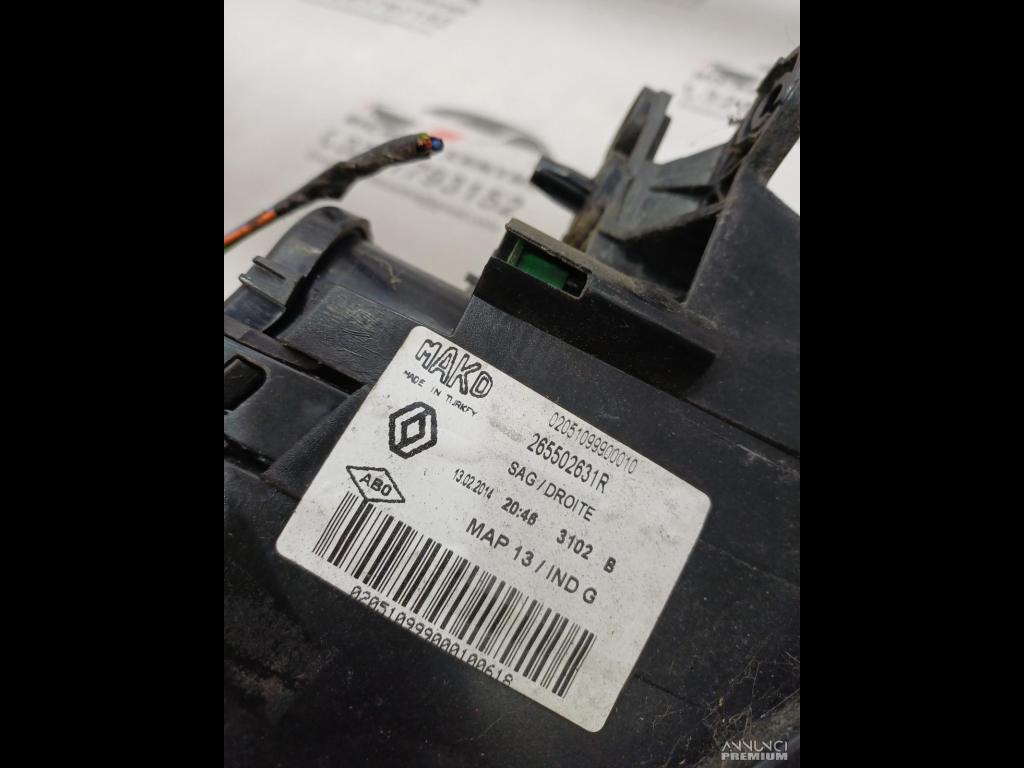 MAKO
MADE IN TURKEY
02051099900010
265502631R
SAG / DROITE
ABO
13.02.2014 20:46 3102 B
MAP 13 / IND G
020510999000100618
ANNUNCI
PREMIUM